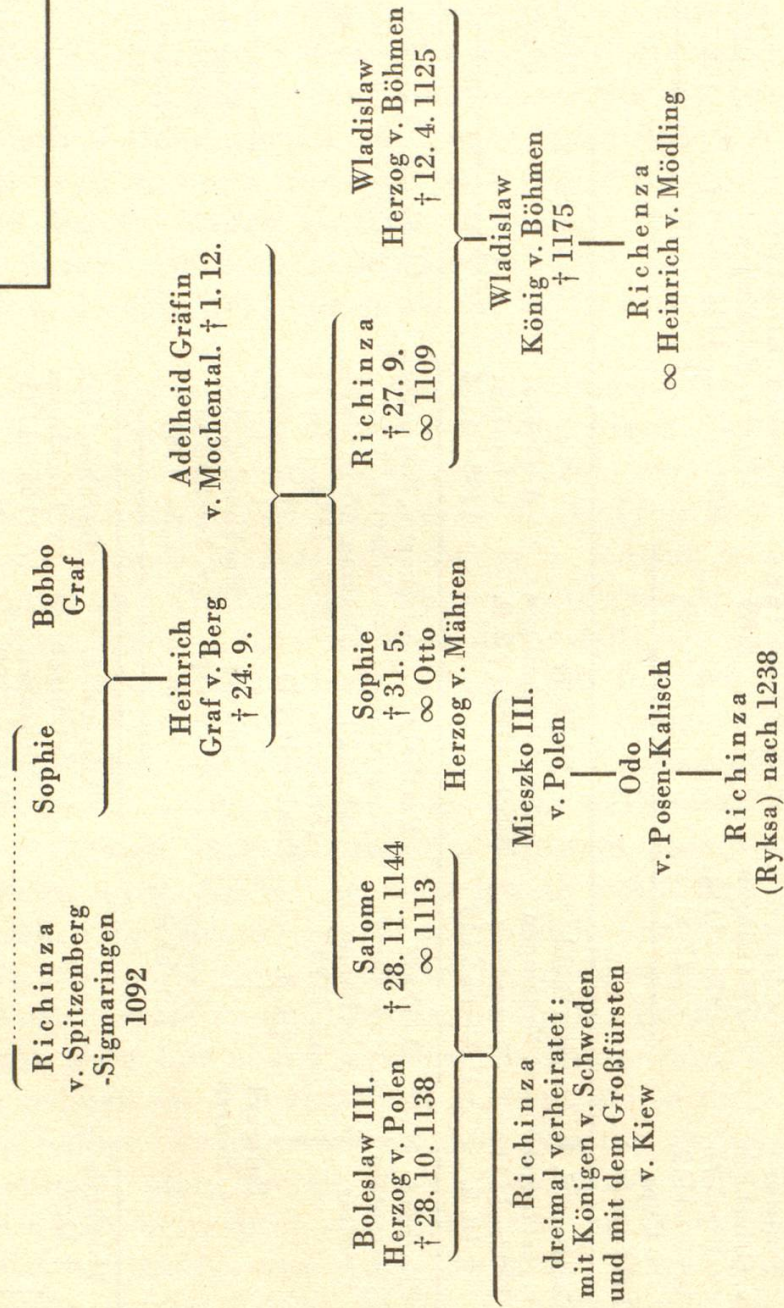 Richinza
v. Spitzenberg
-Sigmaringen
1092
Sophie
Bobbo
Graf
Heinrich
Graf v. Berg
† 24. 9.
Adelheid Gräfin
v. Mochental. † 1. 12.
Boleslaw III.
Herzog v. Polen
† 28. 10. 1138
Salome
† 28. 11. 1144
∞ 1113
Sophie
† 31. 5.
∞ Otto
Herzog v. Mähren
Richinza
† 27. 9.
∞ 1109
Wladislaw
Herzog v. Böhmen
† 12. 4. 1125
Richinza
dreimal verheiratet:
mit Königen v. Schweden
und mit dem Großfürsten
v. Kiew
Mieszko III.
v. Polen
Odo
v. Posen-Kalisch
Richinza
(Ryksa) nach 1238
Wladislaw
König v. Böhmen
† 1175
Richenza
∞ Heinrich v. Mödling